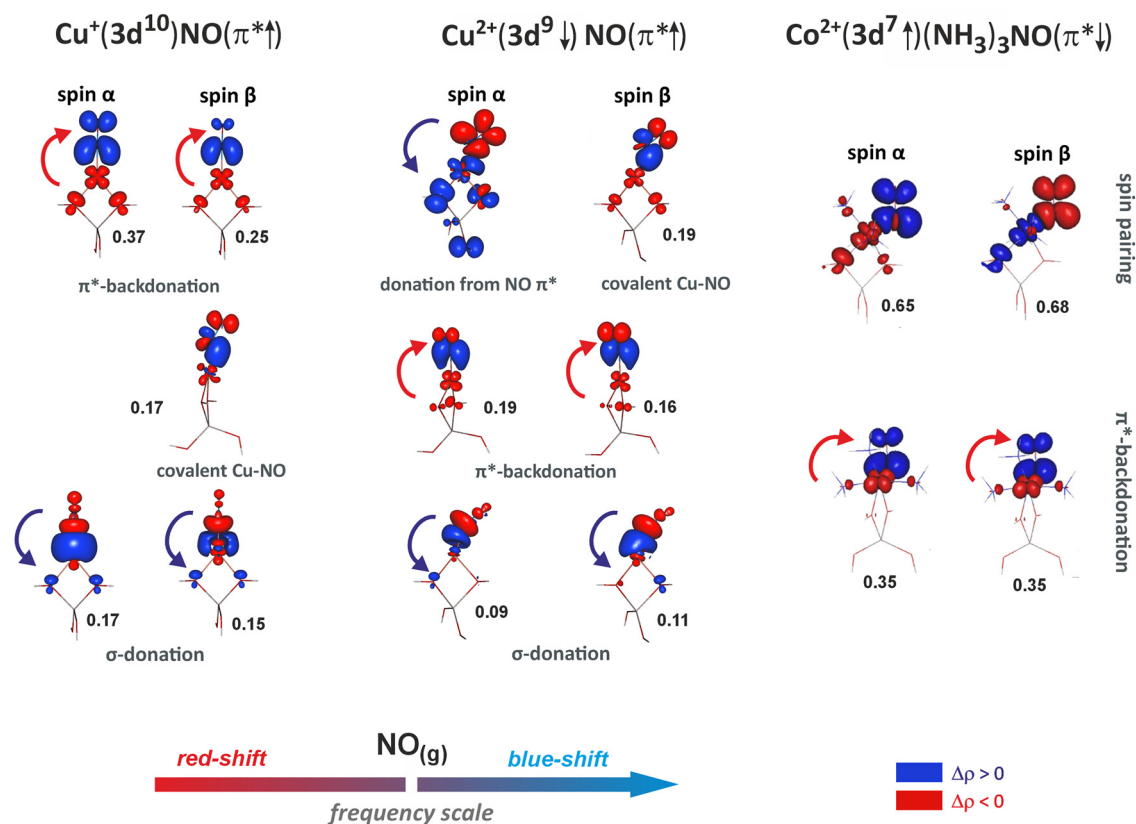 Cu⁺(3d¹⁰)NO(π*↑)
Cu²⁺(3d⁹↓) NO(π*↑)
Co²⁺(3d⁷↑)(NH₃)₃NO(π*↓)
spin α
spin β
spin α
spin β
spin α
spin β
0.37
0.25
π*-backdonation
donation from NO π*
0.19
covalent Cu-NO
0.65
0.68
spin pairing
0.17
covalent Cu-NO
0.19
0.16
π*-backdonation
0.35
0.35
π*-backdonation
0.17
0.15
σ-donation
0.09
0.11
σ-donation
red-shift
NO(g)
blue-shift
frequency scale
Δρ > 0
Δρ < 0